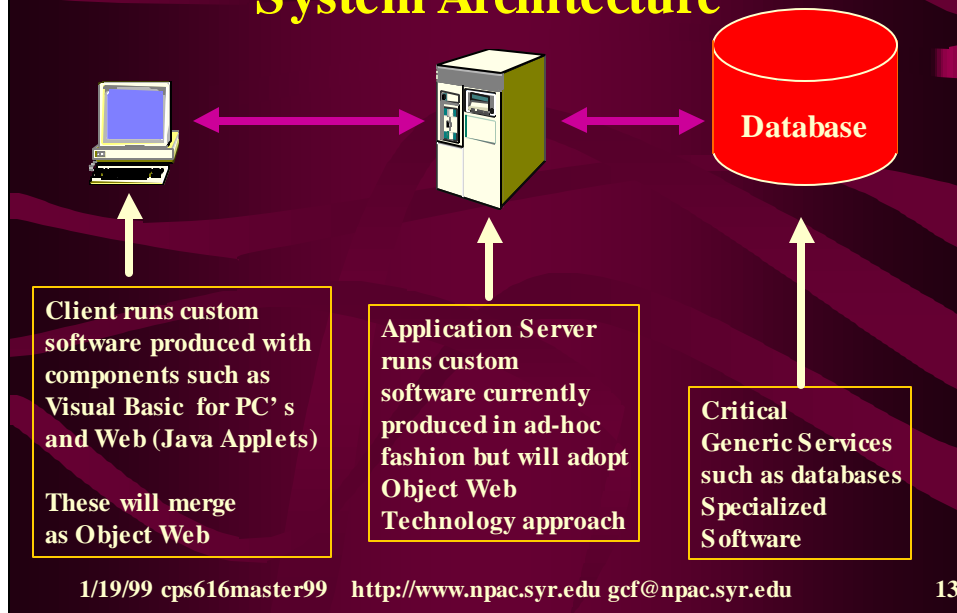 System Architecture
Database
Client runs custom
software produced with
components such as
Visual Basic for PC's
and Web (Java Applets)
These will merge
as Object Web
Application Server
runs custom
software currently
produced in ad-hoc
fashion but will adopt
Object Web
Technology approach
Critical
Generic Services
such as databases
Specialized
Software
1/19/99 cps616master99 http://www.npac.syr.edu gcf@npac.syr.edu 13